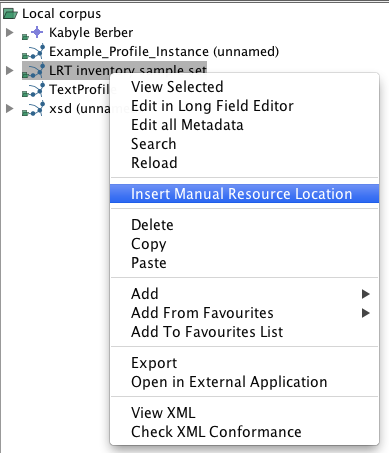 Local corpus
Kabyle Berber
Example_Profile_Instance (unnamed)
LRT inventory sample set
TextProfile
xsd (unna
View Selected
Edit in Long Field Editor
Edit all Metadata
Search
Reload
Insert Manual Resource Location
Delete
Copy
Paste
Add
Add From Favourites
Add To Favourites List
Export
Open in External Application
View XML
Check XML Conformance